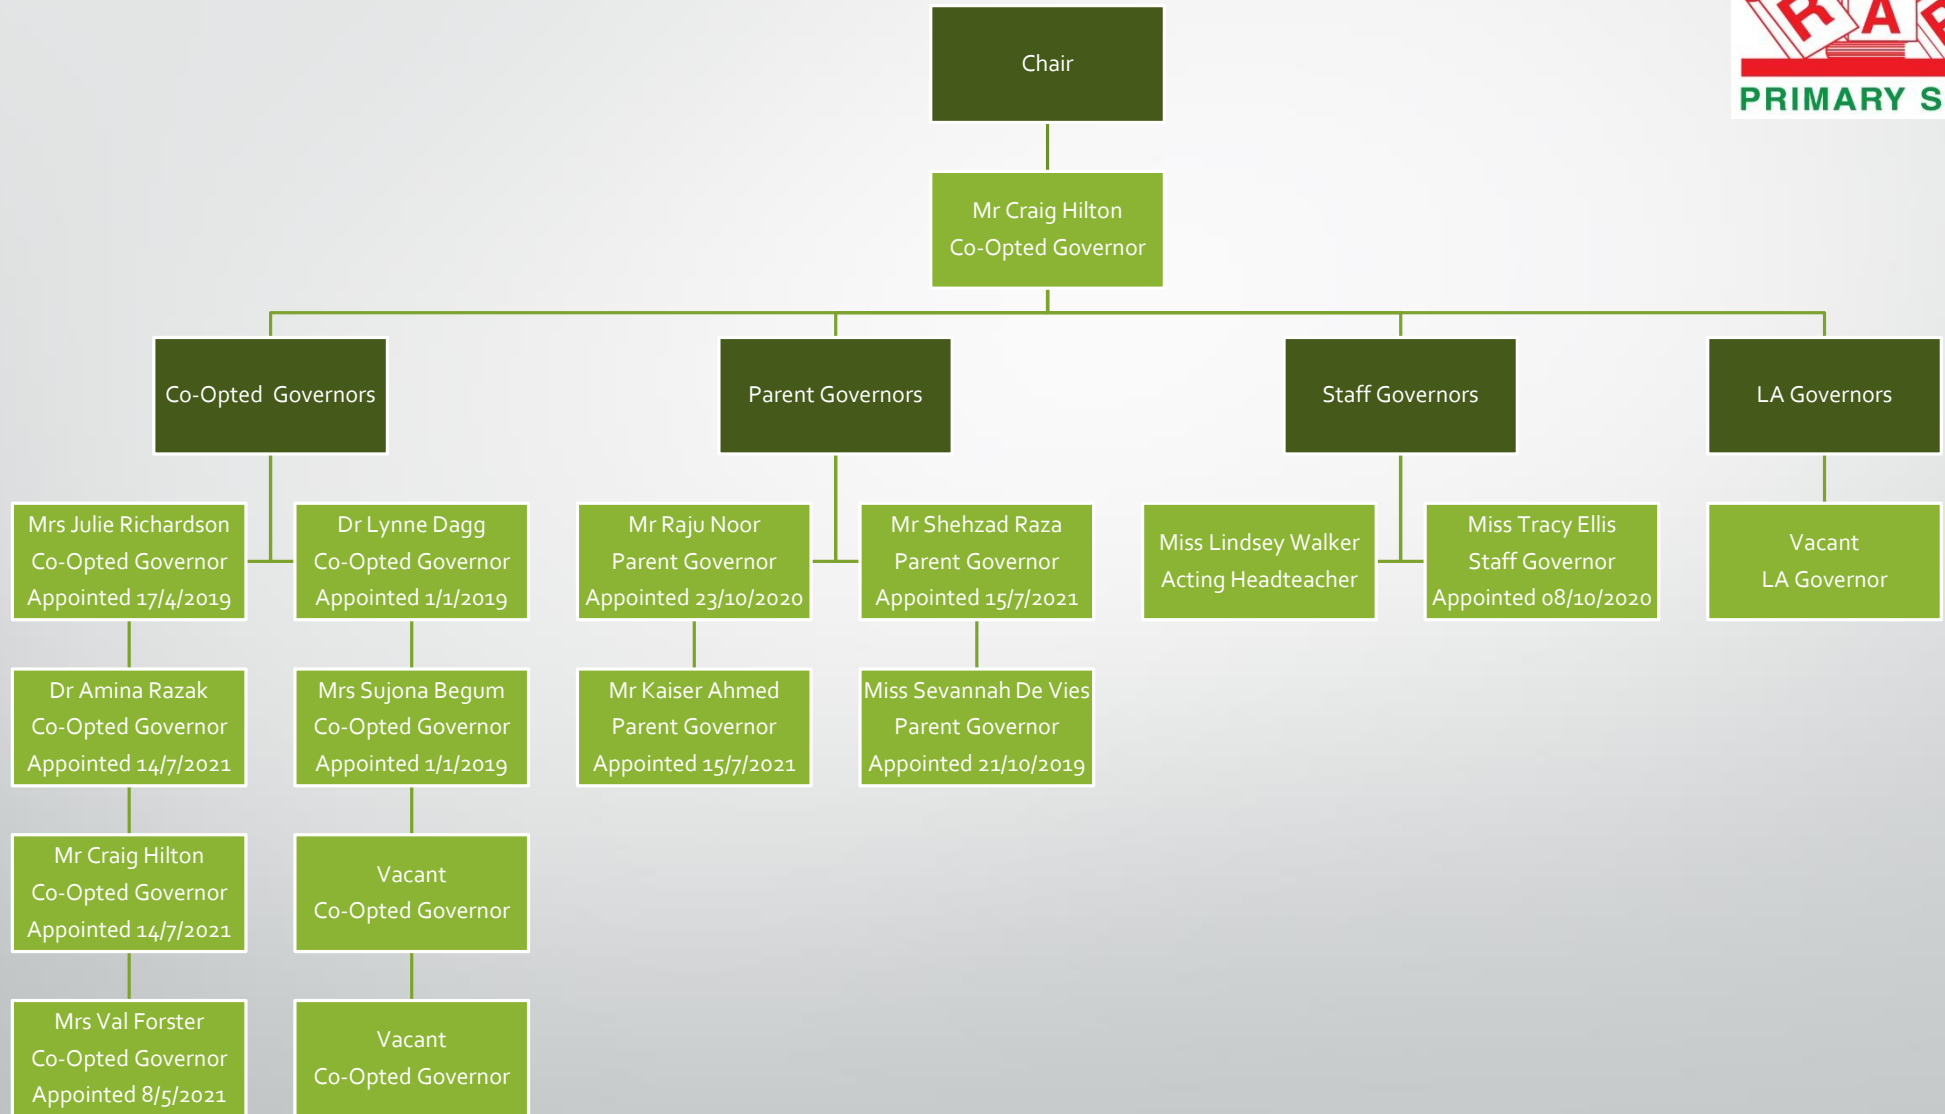 Chair
R A
PRIMARY S
Mr Craig Hilton
Co-Opted Governor
Co-Opted Governors
Parent Governors
Staff Governors
LA Governors
Mrs Julie Richardson
Co-Opted Governor
Appointed 17/4/2019
Dr Lynne Dagg
Co-Opted Governor
Appointed 1/1/2019
Mr Raju Noor
Parent Governor
Appointed 23/10/2020
Mr Shehzad Raza
Parent Governor
Appointed 15/7/2021
Miss Lindsey Walker
Acting Headteacher
Miss Tracy Ellis
Staff Governor
Appointed 08/10/2020
Vacant
LA Governor
Dr Amina Razak
Co-Opted Governor
Appointed 14/7/2021
Mrs Sujona Begum
Co-Opted Governor
Appointed 1/1/2019
Mr Kaiser Ahmed
Parent Governor
Appointed 15/7/2021
Miss Sevannah De Vies
Parent Governor
Appointed 21/10/2019
Mr Craig Hilton
Co-Opted Governor
Appointed 14/7/2021
Vacant
Co-Opted Governor
Mrs Val Forster
Co-Opted Governor
Appointed 8/5/2021
Vacant
Co-Opted Governor